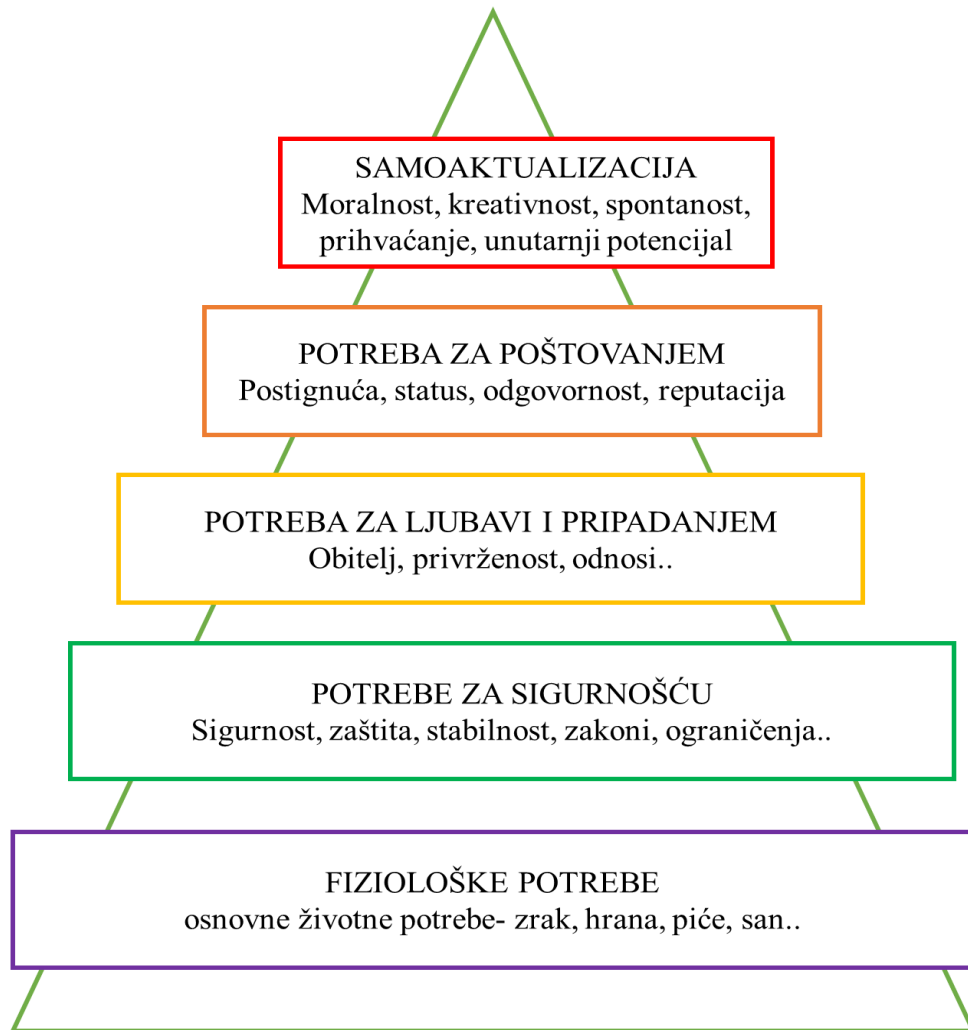 SAMOAKTUALIZACIJA
Moralnost, kreativnost, spontanost,
prihvaćanje, unutarnji potencijal
POTREBA ZA POŠTOVANJEM
Postignuća, status, odgovornost, reputacija
POTREBA ZA LJUBAVI I PRIPADANJEM
Obitelj, privrženost, odnosi..
POTREBE ZA SIGURNOŠĆU
Sigurnost, zaštita, stabilnost, zakoni, ograničenja..
FIZIOLOŠKE POTREBE
osnovne životne potrebe- zrak, hrana, piće, san..